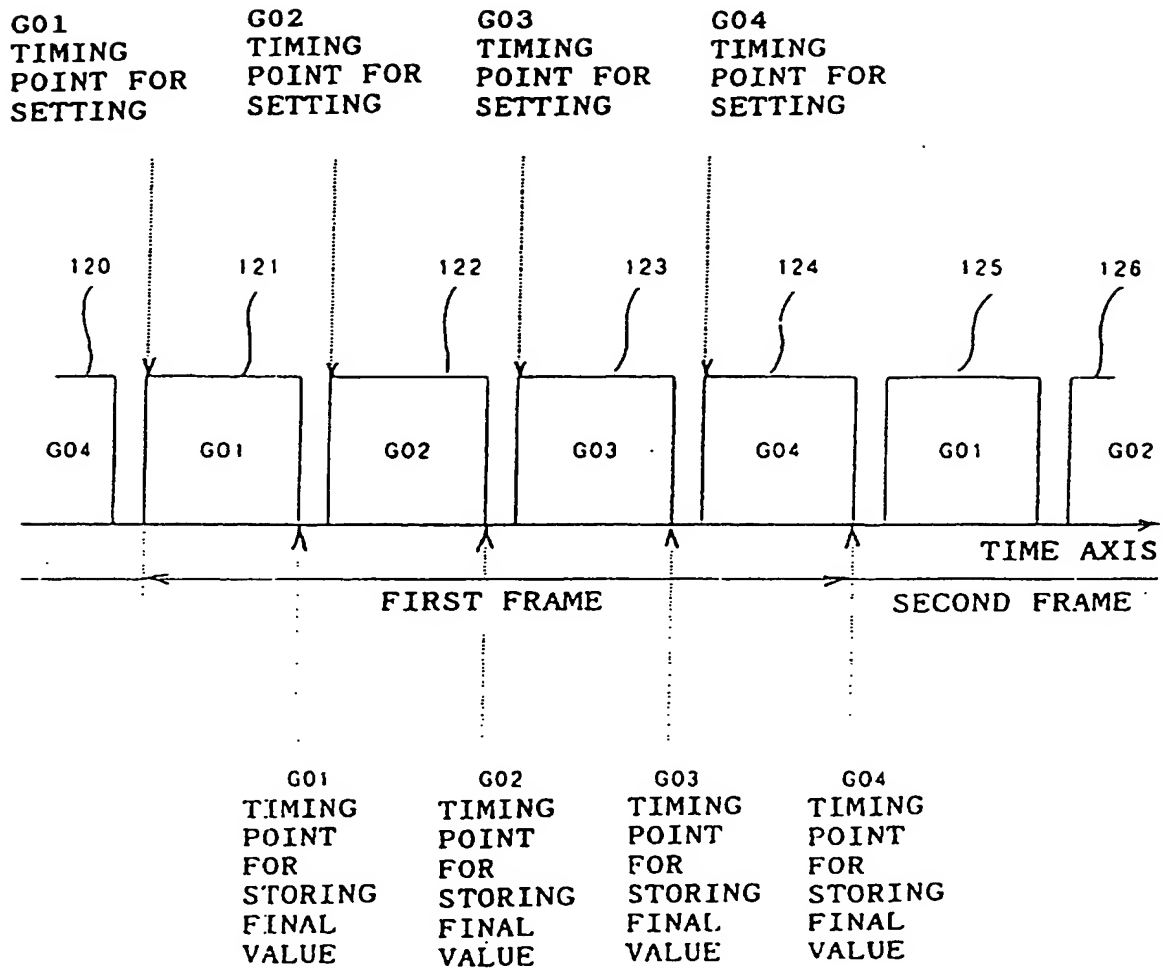 G01
TIMING
POINT FOR
SETTING
G02
TIMING
POINT FOR
SETTING
G03
TIMING
POINT FOR
SETTING
G04
TIMING
POINT FOR
SETTING
120
121
122
123
124
125
126
G04
G01
G02
G03
G04
G01
G02
TIME AXIS
FIRST FRAME
SECOND FRAME
G01
TIMING
POINT
FOR
STORING
FINAL
VALUE
G02
TIMING
POINT
FOR
STORING
FINAL
VALUE
G03
TIMING
POINT
FOR
STORING
FINAL
VALUE
G04
TIMING
POINT
FOR
STORING
FINAL
VALUE